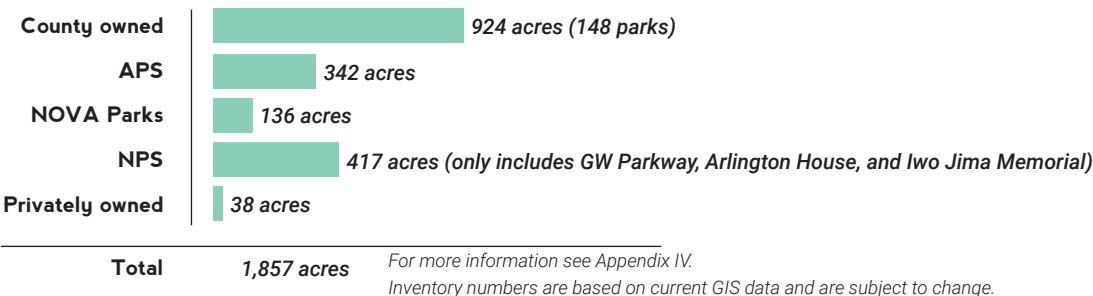 County owned 924 acres (148 parks)
APS 342 acres
NOVA Parks 136 acres
NPS 417 acres (only includes GW Parkway, Arlington House, and Iwo Jima Memorial)
Privately owned 38 acres
Total 1,857 acres For more information see Appendix IV.
Inventory numbers are based on current GIS data and are subject to change.